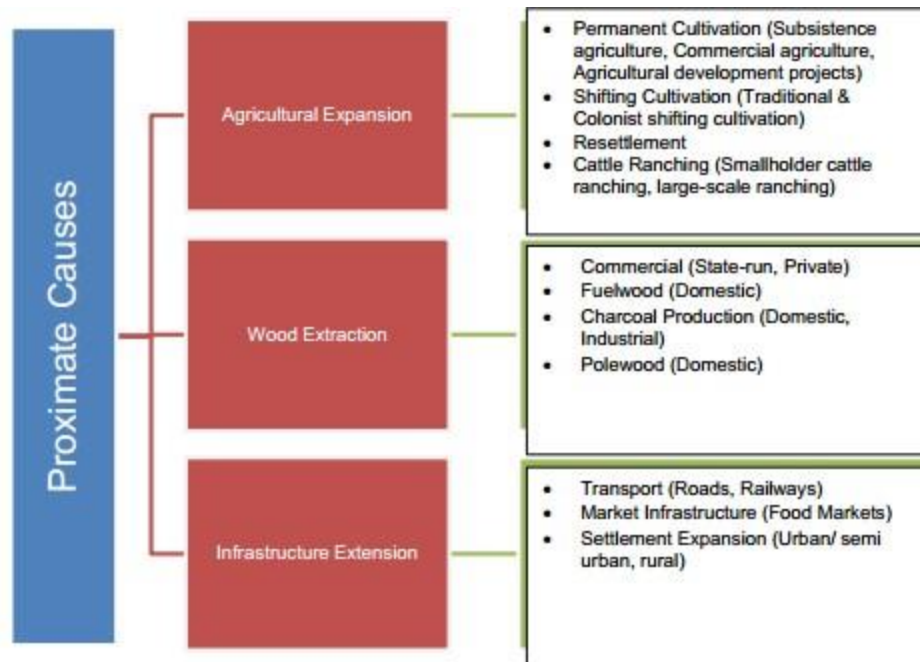 Proximate Causes
Agricultural Expansion
• Permanent Cultivation (Subsistence
agriculture, Commercial agriculture,
Agricultural development projects)
• Shifting Cultivation (Traditional &
Colonist shifting cultivation)
• Resettlement
• Cattle Ranching (Smallholder cattle
ranching, large-scale ranching)
Wood Extraction
• Commercial (State-run, Private)
• Fuelwood (Domestic)
• Charcoal Production (Domestic,
Industrial)
• Polewood (Domestic)
Infrastructure Extension
• Transport (Roads, Railways)
• Market Infrastructure (Food Markets)
• Settlement Expansion (Urban/ semi
urban, rural)